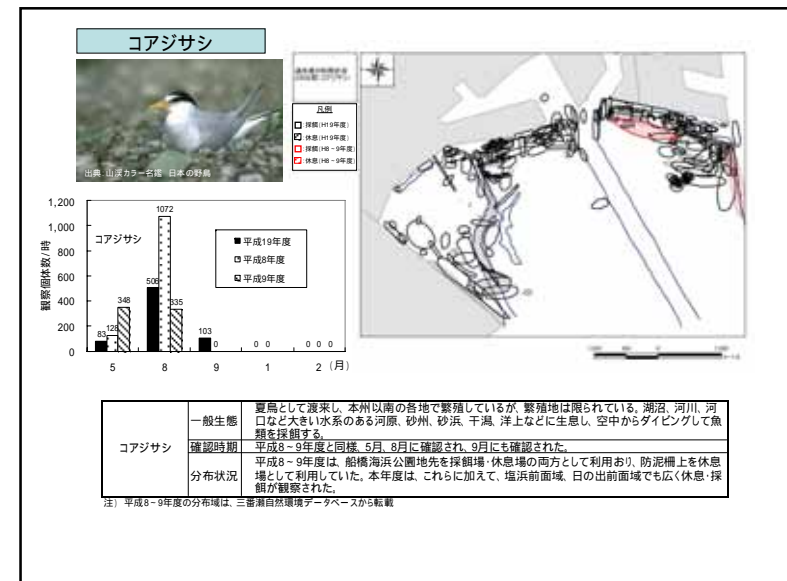 コアジサシ
出典:山渓カラー名鑑 日本の野鳥
凡例
採餌(H19年度)
休息(H19年度)
採餌(H8~9年度)
休息(H8~9年度)
観察個体数/時
1,200
1,000
800
600
400
200
0
コアジサシ
■平成19年度
平成8年度
平成9年度
83 128 348
506 1072 335
103 0
0 0
0 0 0
5 8 9 1 2 (月)
コアジサシ
一般生態
夏鳥として渡来し、本州以南の各地で繁殖しているが、繁殖地は限られている。湖沼、河川、河
口など大きい水系のある河原、砂州、砂浜、干潟、洋上などに生息し、空中からダイビングして魚
類を採餌する。
確認時期
平成8~9年度と同様、5月、8月に確認され、9月にも確認された。
分布状況
平成8~9年度は、船橋海浜公園地先を採餌場・休息場の両方として利用おり、防泥柵上を休息
場として利用していた。本年度は、これらに加えて、塩浜前面域、日の出前面域でも広く休息・採
餌が観察された。
注) 平成8~9年度の分布域は、三番瀬自然環境データベースから転載